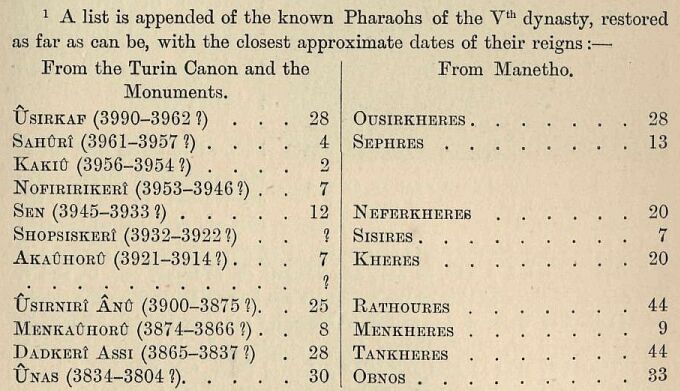 ¹ A list is appended of the known Pharaohs of the Vth dynasty, restored
as far as can be, with the closest approximate dates of their reigns :—
From the Turin Canon and the From Manetho.
Monuments.
Ûsirkaf (3990–3962 ?) . . . 28 Ousirkheres . . . . . . . . 28
Sahûrî (3961–3957 ?) . . . 4 Sephres . . . . . . . . . 13
Kakiû (3956–3954 ?) . . . 2
Nofiririkerî (3953–3946 ?) . . 7
Sen (3945–3933 ?) . . . . . 12 Neferkheres . . . . . . 20
Shopsiskerî (3932–3922 ?) . . ? Sisires . . . . . . . . . 7
Akaûhorû (3921–3914 ?) . . . 7 Kheres . . . . . . . . 20
. . . . . . . . . . . ?
Ûsirnirî Ânû (3900–3875 ?). . 25 Rathoures . . . . . . . 44
Menkaûhorû (3874–3866 ?) . . 8 Menkheres . . . . . . . 9
Dadkerî Assi (3865–3837 ?) . 28 Tankheres . . . . . . . 44
Ûnas (3834–3804 ?). . . . . 30 Obnos . . . . . . . . . 33